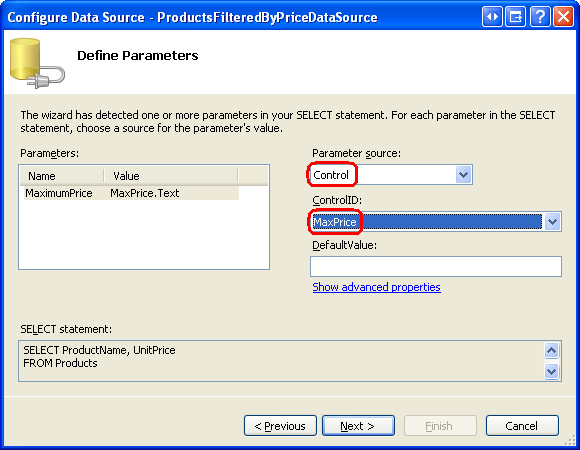 Configure Data Source - ProductsFilteredByPriceDataSource
Define Parameters
The wizard has detected one or more parameters in your SELECT statement. For each parameter in the SELECT
statement, choose a source for the parameter's value.
Parameters:
Name Value
MaximumPrice MaxPrice.Text
Parameter source:
Control
ControlID:
MaxPrice
DefaultValue:
Show advanced properties
SELECT statement:
SELECT ProductName, UnitPrice
FROM Products
< Previous
Next >
Finish
Cancel